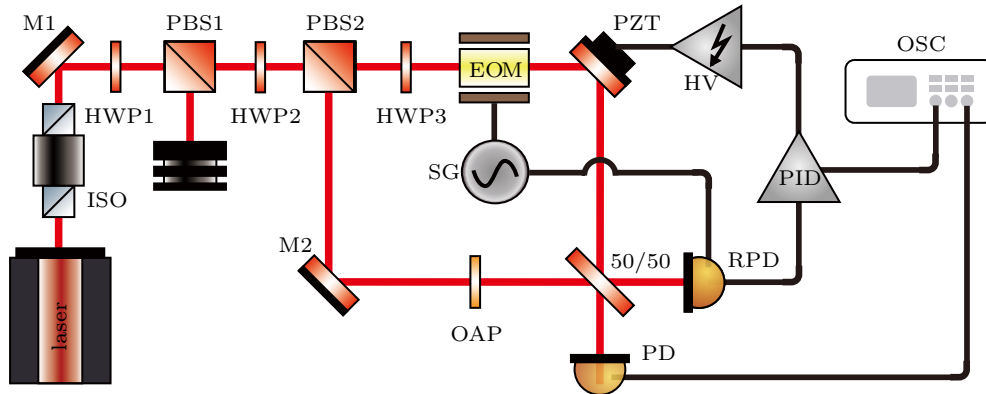 M1
PBS1
PBS2
PZT
OSC
EOM
HV
HWP1
HWP2
HWP3
SG
PID
ISO
M2
50/50
RPD
laser
OAP
PD